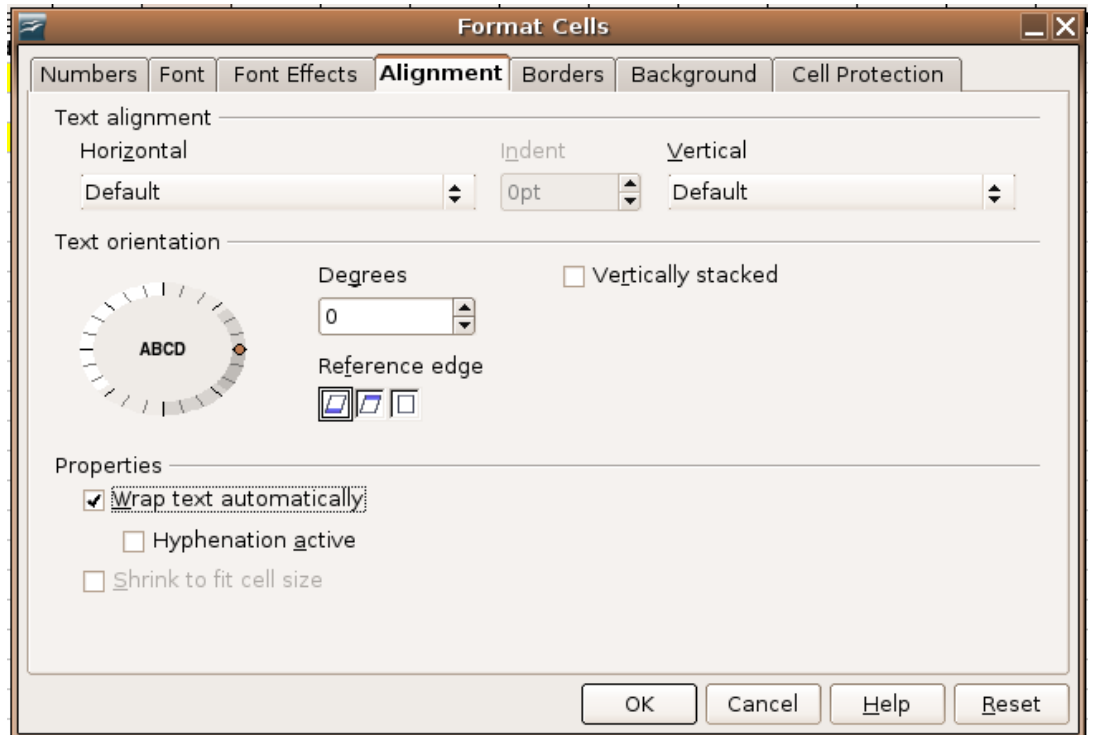 Format Cells
Numbers Font Font Effects Alignment Borders Background Cell Protection
Text alignment
Horizontal Indent Vertical
Default 0pt Default
Text orientation
Degrees Vertically stacked
0
ABCD
Reference edge
Properties
Wrap text automatically
Hyphenation active
Shrink to fit cell size
OK Cancel Help Reset